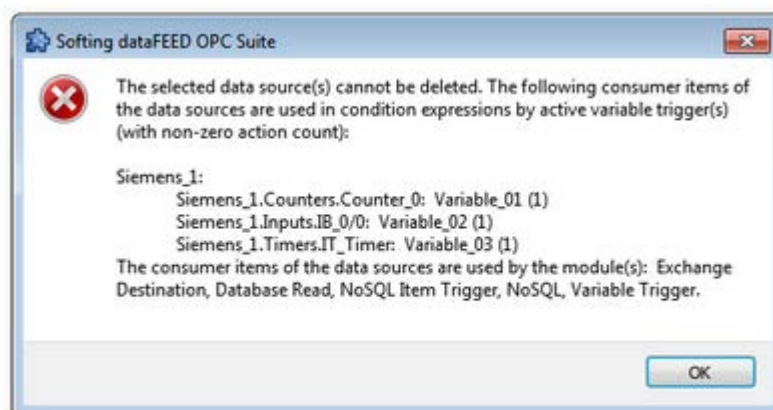 Softing dataFEED OPC Suite
The selected data source(s) cannot be deleted. The following consumer items of
the data sources are used in condition expressions by active variable trigger(s)
(with non-zero action count):
Siemens_1:
Siemens_1.Counters.Counter_0: Variable_01 (1)
Siemens_1.Inputs.IB_0/0: Variable_02 (1)
Siemens_1.Timers.IT_Timer: Variable_03 (1)
The consumer items of the data sources are used by the module(s): Exchange
Destination, Database Read, NoSQL Item Trigger, NoSQL, Variable Trigger.
OK